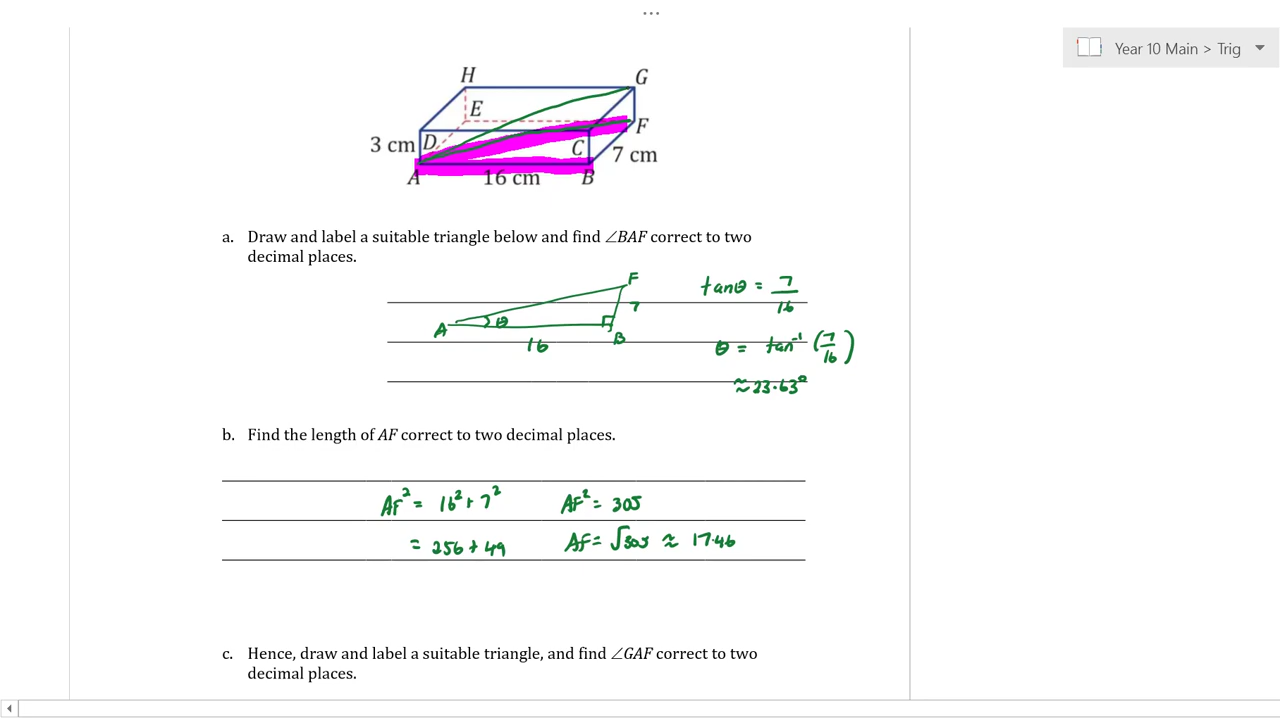 ...
Year 10 Main > Trig
H
G
E
F
3 cm
D
C
7 cm
A
16 cm
B
a. Draw and label a suitable triangle below and find ∠BAF correct to two
decimal places.
F
7
A
θ
B
16
tanθ = 7/16
θ = tan⁻¹ (7/16)
≈ 23.63°
b. Find the length of AF correct to two decimal places.
AF² = 16² + 7²
= 256 + 49
AF² = 305
AF = √305 ≈ 17.46
c. Hence, draw and label a suitable triangle, and find ∠GAF correct to two
decimal places.